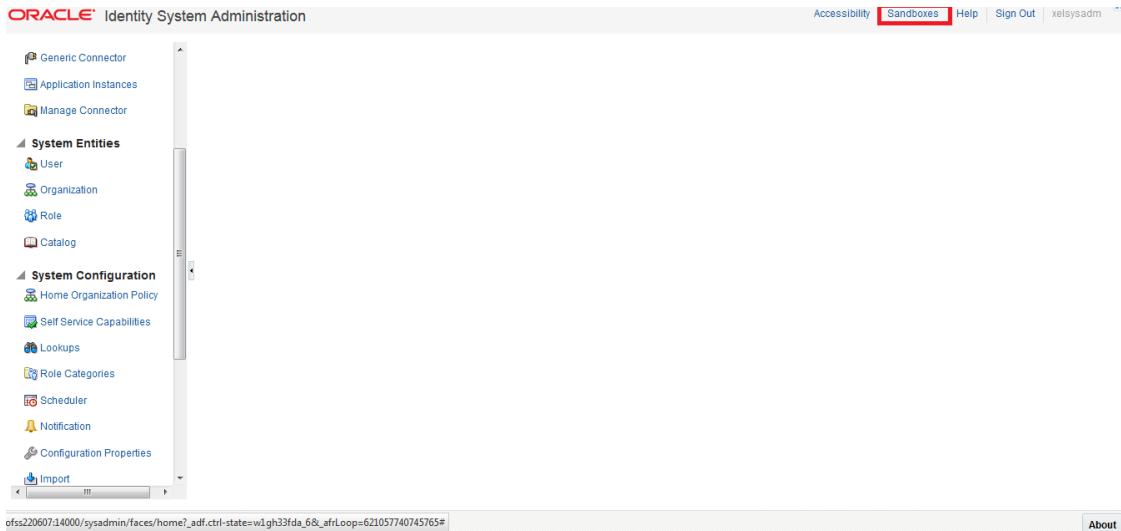 ORACLE® Identity System Administration
Accessibility Sandboxes Help Sign Out xelsysadm
Generic Connector
Application Instances
Manage Connector
System Entities
User
Organization
Role
Catalog
System Configuration
Home Organization Policy
Self Service Capabilities
Lookups
Role Categories
Scheduler
Notification
Configuration Properties
Import
ofss220607:14000/sysadmin/faces/home?_adf.ctrl-state=w1gh33fda_6&_afrLoop=621057740745765#
About